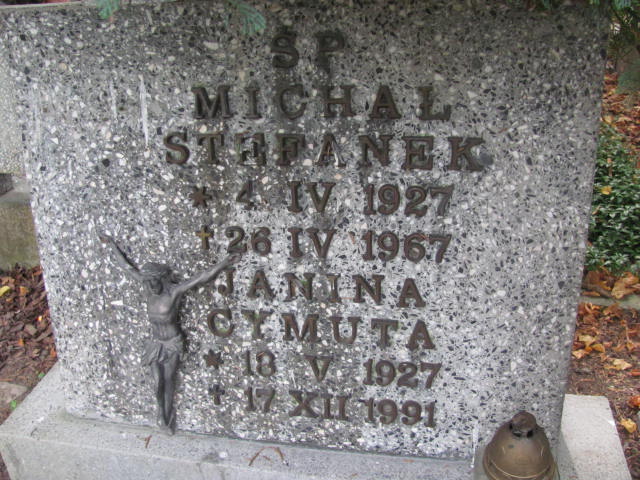 ŚP
MICHAŁ
STEFANEK
* 4 IV 1927
✝ 26 IV 1967
JANINA
CYMUTA
* 18 V 1927
✝ 17 XII 1991